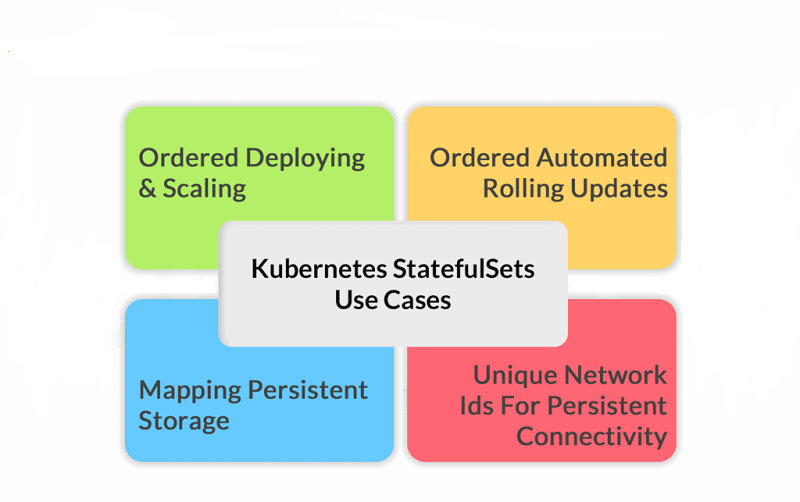 Ordered Deploying
& Scaling
Ordered Automated
Rolling Updates
Kubernetes StatefulSets
Use Cases
Mapping Persistent
Storage
Unique Network
Ids For Persistent
Connectivity